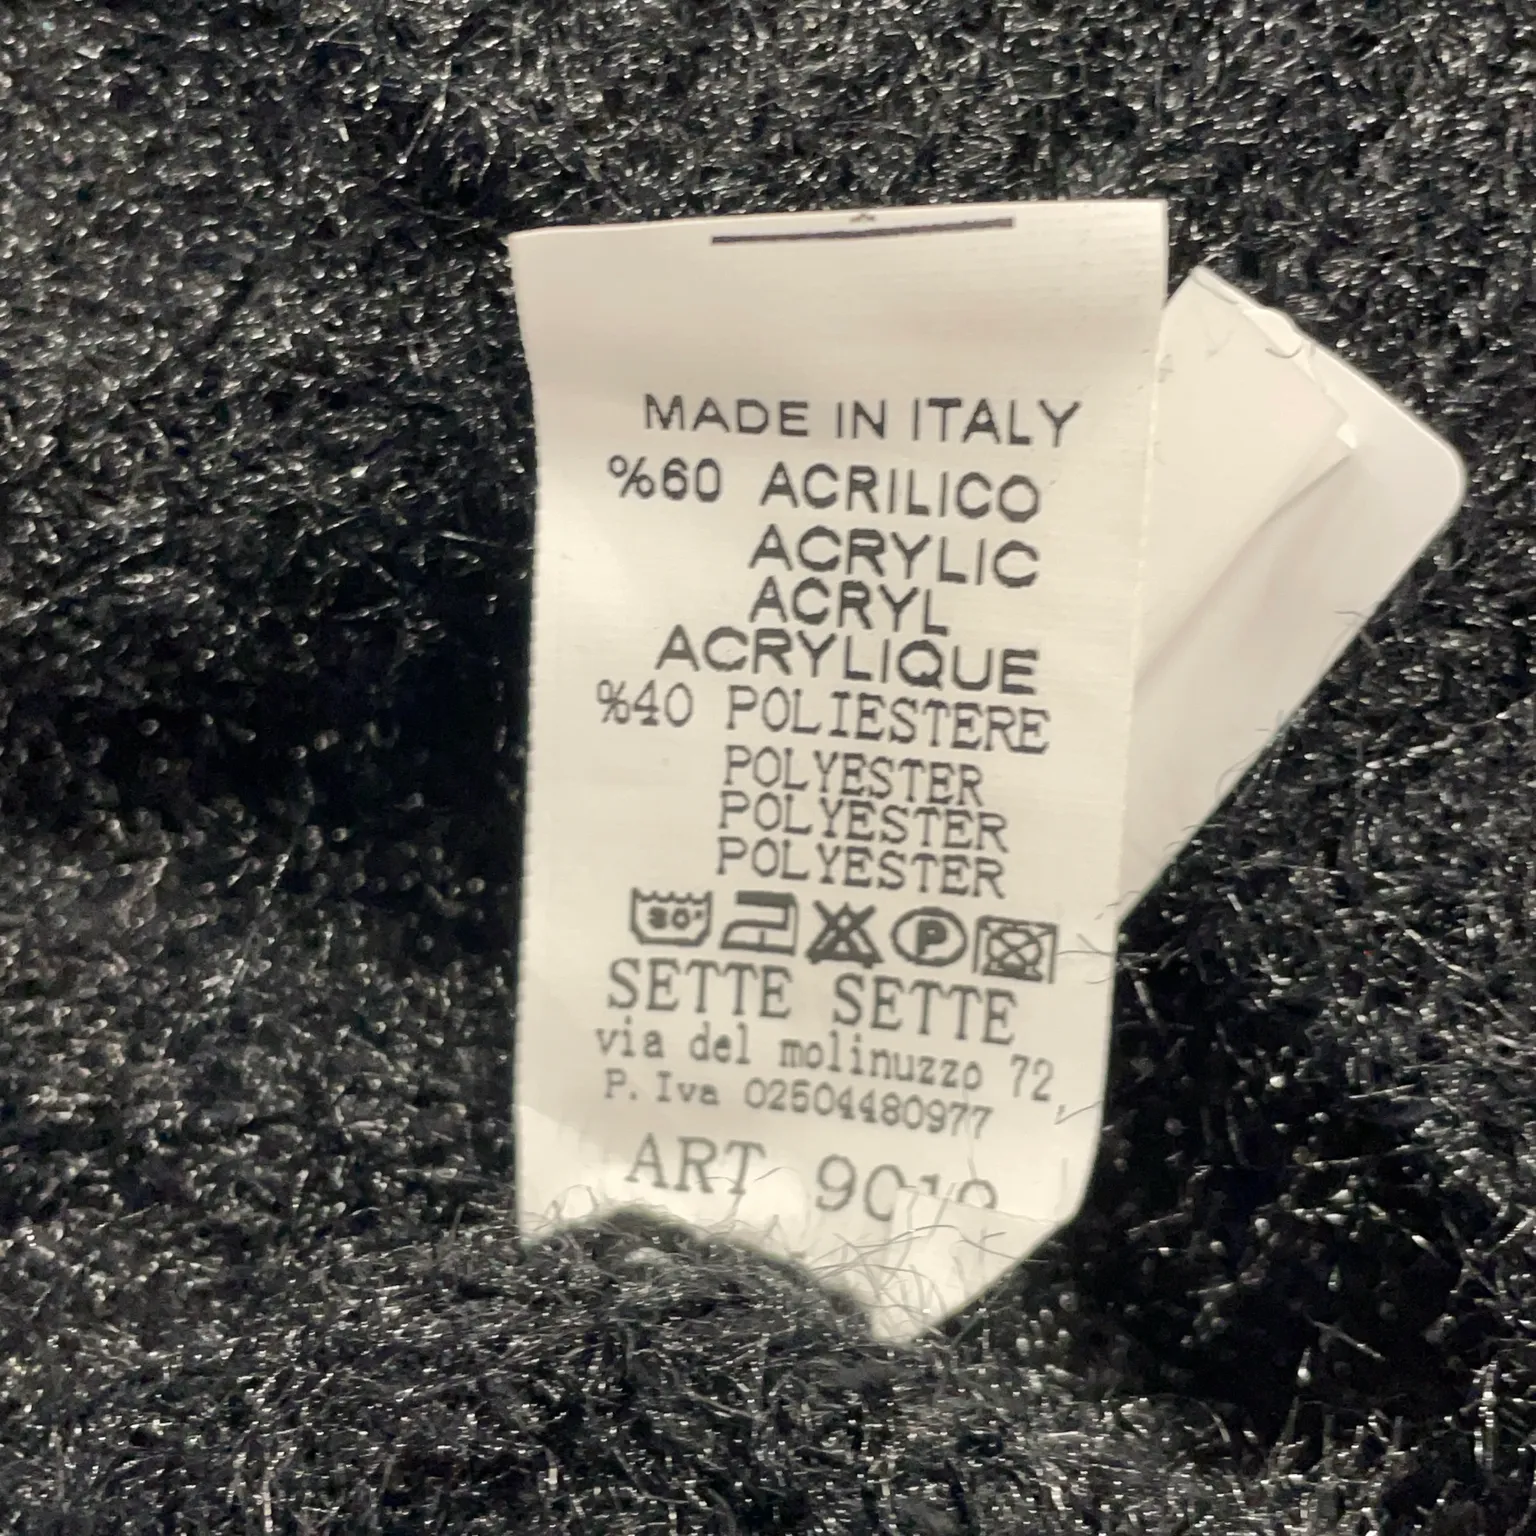 MADE IN ITALY
%60 ACRILICO
ACRYLIC
ACRYL
ACRYLIQUE
%40 POLIESTERE
POLYESTER
POLYESTER
POLYESTER
30°
P
SETTE SETTE
via del molinuzzo 72
P. Iva 02504480977
ART